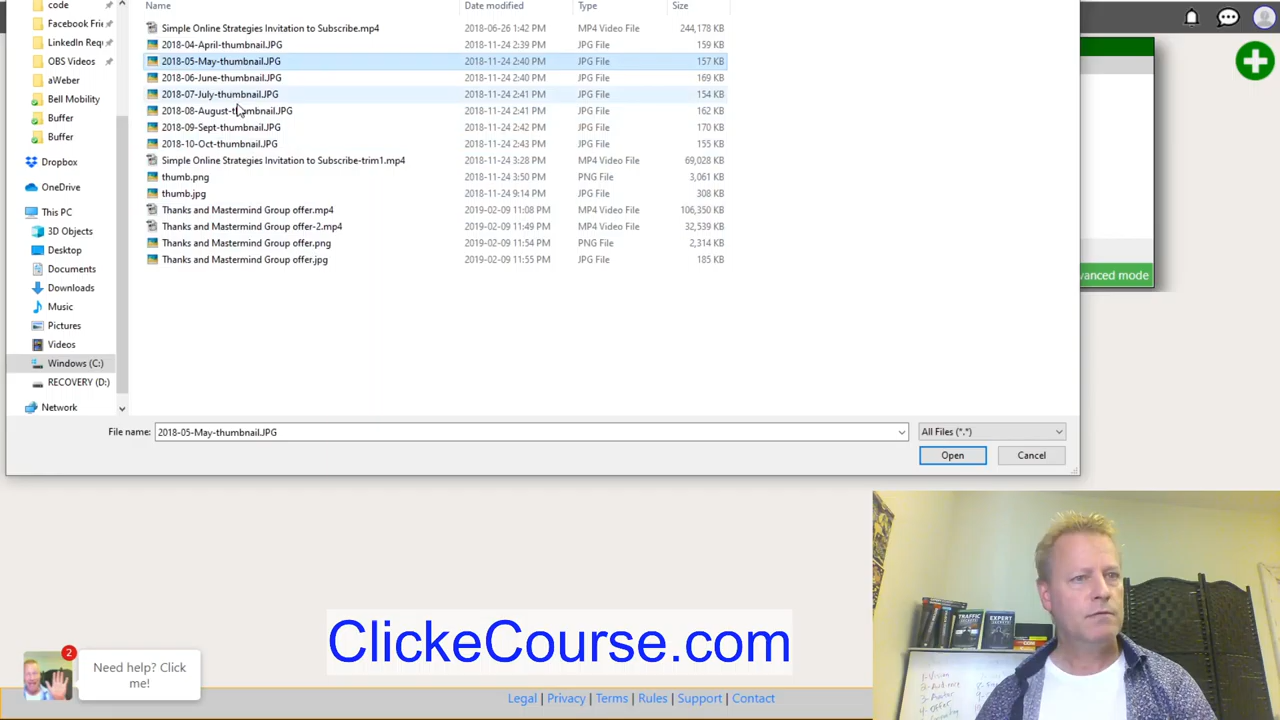 Name Date modified Type Size
code
Facebook Frie
LinkedIn Requ
OBS Videos
aWeber
Bell Mobility
Buffer
Buffer
Dropbox
OneDrive
This PC
3D Objects
Desktop
Documents
Downloads
Music
Pictures
Videos
Windows (C:)
RECOVERY (D:)
Network
Simple Online Strategies Invitation to Subscribe.mp4 2018-06-26 1:42 PM MP4 Video File 244,178 KB
2018-04-April-thumbnail.JPG 2018-11-24 2:39 PM JPG File 159 KB
2018-05-May-thumbnail.JPG 2018-11-24 2:40 PM JPG File 157 KB
2018-06-June-thumbnail.JPG 2018-11-24 2:40 PM JPG File 169 KB
2018-07-July-thumbnail.JPG 2018-11-24 2:41 PM JPG File 154 KB
2018-08-August-thumbnail.JPG 2018-11-24 2:41 PM JPG File 162 KB
2018-09-Sept-thumbnail.JPG 2018-11-24 2:42 PM JPG File 170 KB
2018-10-Oct-thumbnail.JPG 2018-11-24 2:43 PM JPG File 155 KB
Simple Online Strategies Invitation to Subscribe-trim1.mp4 2018-11-24 3:28 PM MP4 Video File 69,028 KB
thumb.png 2018-11-24 3:50 PM PNG File 3,061 KB
thumb.jpg 2018-11-24 9:14 PM JPG File 308 KB
Thanks and Mastermind Group offer.mp4 2019-02-09 11:08 PM MP4 Video File 106,350 KB
Thanks and Mastermind Group offer-2.mp4 2019-02-09 11:49 PM MP4 Video File 32,539 KB
Thanks and Mastermind Group offer.png 2019-02-09 11:54 PM PNG File 2,314 KB
Thanks and Mastermind Group offer.jpg 2019-02-09 11:55 PM JPG File 185 KB
File name: 2018-05-May-thumbnail.JPG All Files (*.*)
Open Cancel
vanced mode
TRAFFIC SECRETS
EXPERT SECRETS
ClickeCourse.com
2
Need help? Click
me!
Legal | Privacy | Terms | Rules | Support | Contact